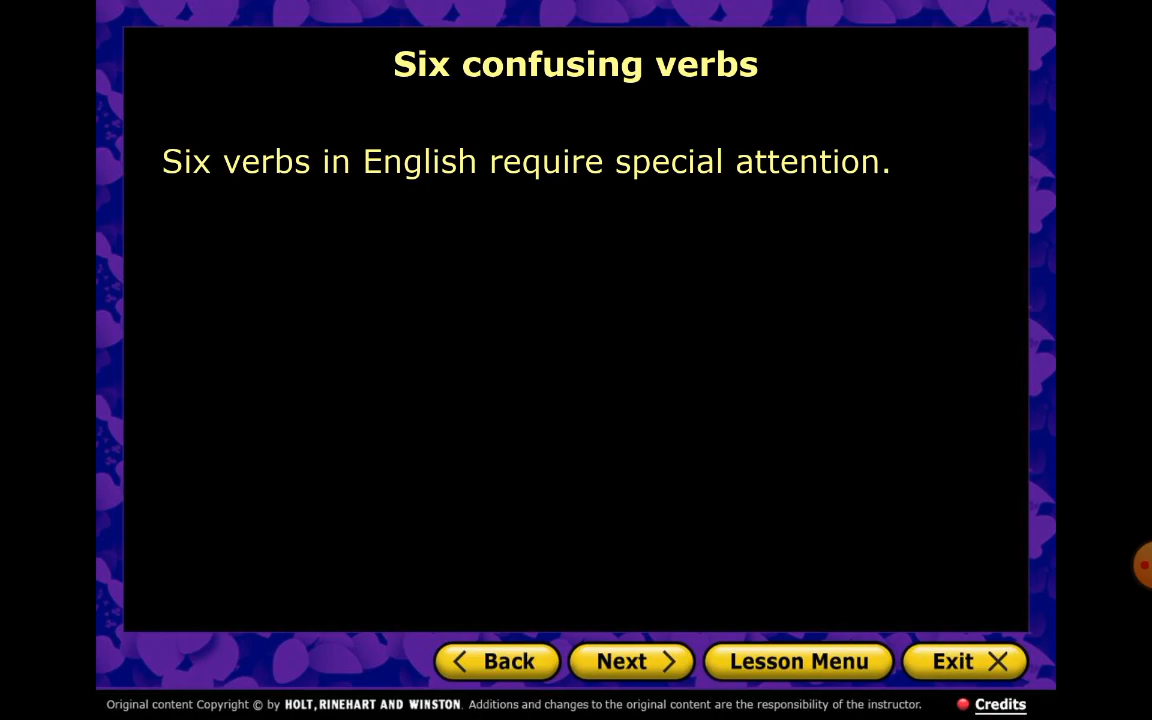 Six confusing verbs
Six verbs in English require special attention.
Back
Next
Lesson Menu
Exit
Original content Copyright © by HOLT, RINEHART AND WINSTON. Additions and changes to the original content are the responsibility of the instructor.
Credits